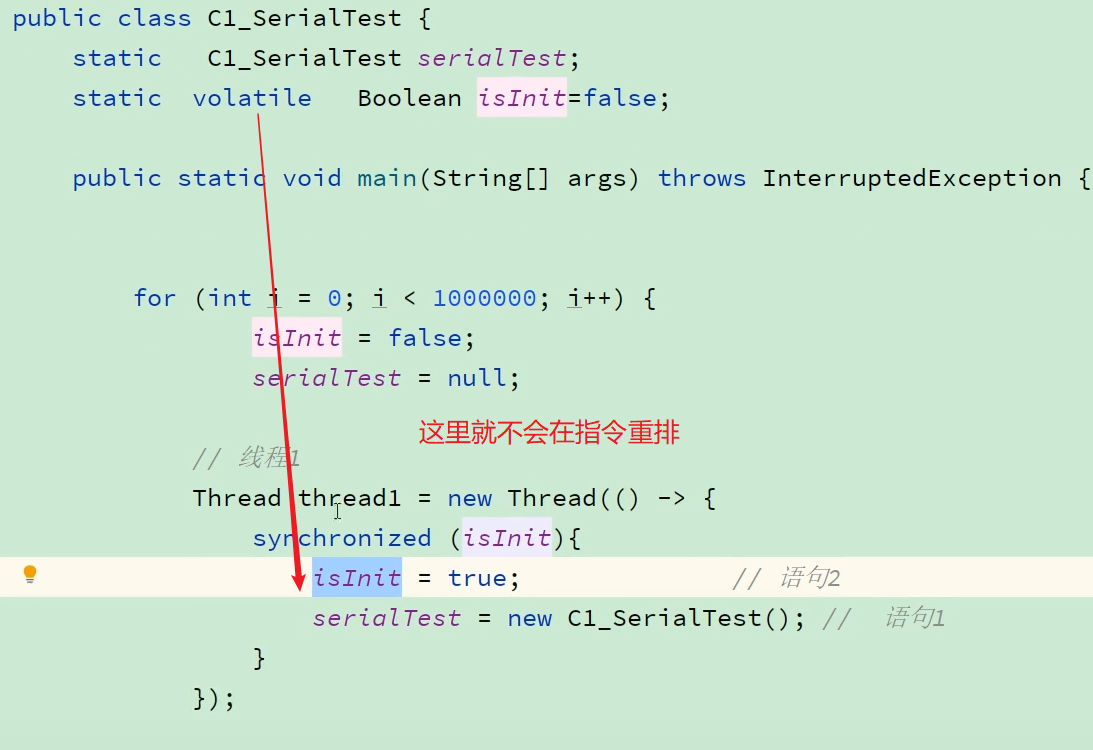 public class C1_SerialTest {
static C1_SerialTest serialTest;
static volatile Boolean isInit=false;
public static void main(String[] args) throws InterruptedException {
for (int i = 0; i < 1000000; i++) {
isInit = false;
serialTest = null;
这里就不会在指令重排
// 线程1
Thread thread1 = new Thread(() -> {
synchronized (isInit){
isInit = true; // 语句2
serialTest = new C1_SerialTest(); // 语句1
}
});